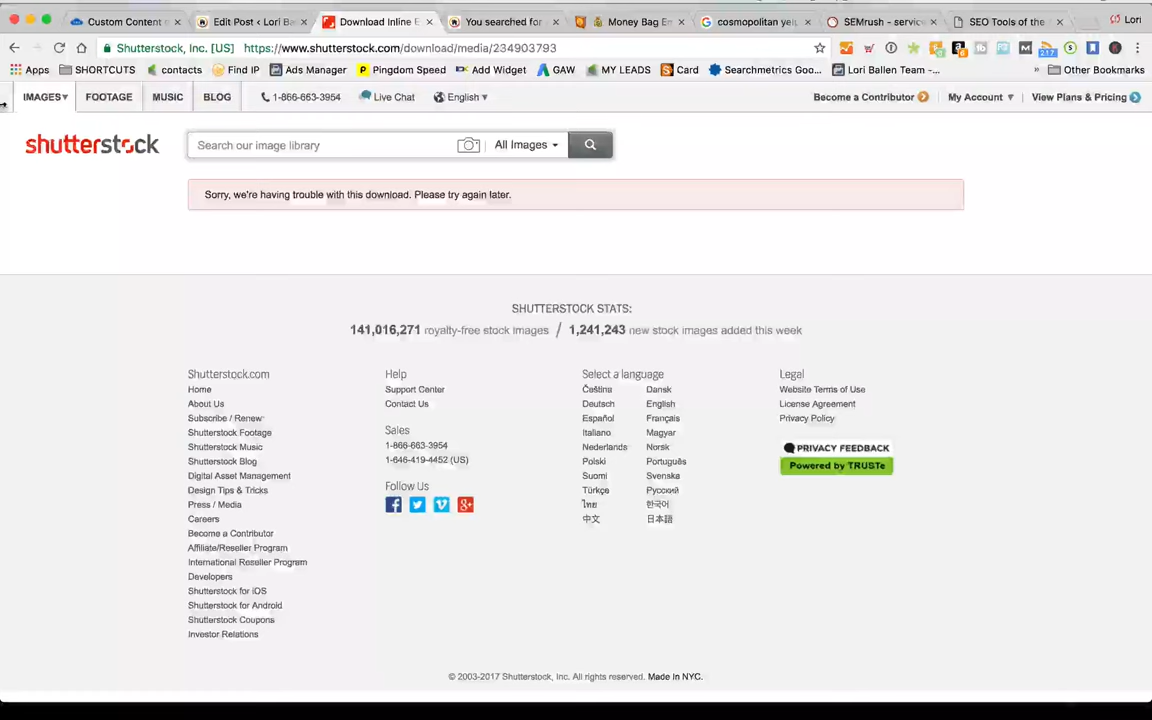 Custom Content
Edit Post ‹ Lori Ba
Download Inline E
You searched for
Money Bag Em
cosmopolitan yel
SEMrush - service
SEO Tools of the
Lori
Shutterstock, Inc. [US]
https://www.shutterstock.com/download/media/234903793
Apps
SHORTCUTS
contacts
Find IP
Ads Manager
Pingdom Speed
Add Widget
GAW
MY LEADS
Card
Searchmetrics Goo...
Lori Ballen Team -...
»
Other Bookmarks
IMAGES
FOOTAGE
MUSIC
BLOG
1-866-663-3954
Live Chat
English
Become a Contributor
My Account
View Plans & Pricing
shutterstock
Search our image library
All Images
Sorry, we're having trouble with this download. Please try again later.
SHUTTERSTOCK STATS:
141,016,271 royalty-free stock images / 1,241,243 new stock images added this week
Shutterstock.com
Home
About Us
Subscribe / Renew
Shutterstock Footage
Shutterstock Music
Shutterstock Blog
Digital Asset Management
Design Tips & Tricks
Press / Media
Careers
Become a Contributor
Affiliate/Reseller Program
International Reseller Program
Developers
Shutterstock for iOS
Shutterstock for Android
Shutterstock Coupons
Investor Relations
Help
Support Center
Contact Us
Sales
1-866-663-3954
1-646-419-4452 (US)
Follow Us
Select a language
Čeština
Deutsch
Español
Italiano
Nederlands
Polski
Suomi
Türkçe
ไทย
中文
Dansk
English
Français
Magyar
Norsk
Português
Svenska
Русский
한국어
日本語
Legal
Website Terms of Use
License Agreement
Privacy Policy
PRIVACY FEEDBACK
Powered by TRUSTe
© 2003-2017 Shutterstock, Inc. All rights reserved. Made In NYC.